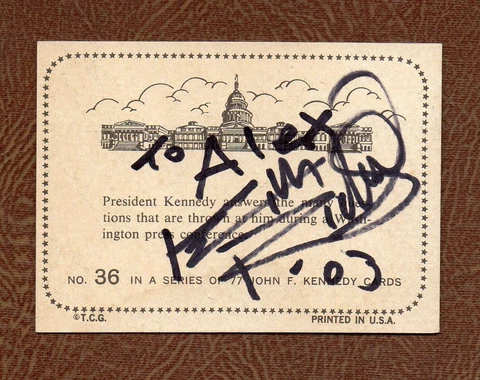 To Alex
President Kennedy answers the many ques-
tions that are thrown at him during a Wash-
ington press conference.
'03
NO. 36 IN A SERIES OF 77 JOHN F. KENNEDY CARDS
©T.C.G. PRINTED IN U.S.A.